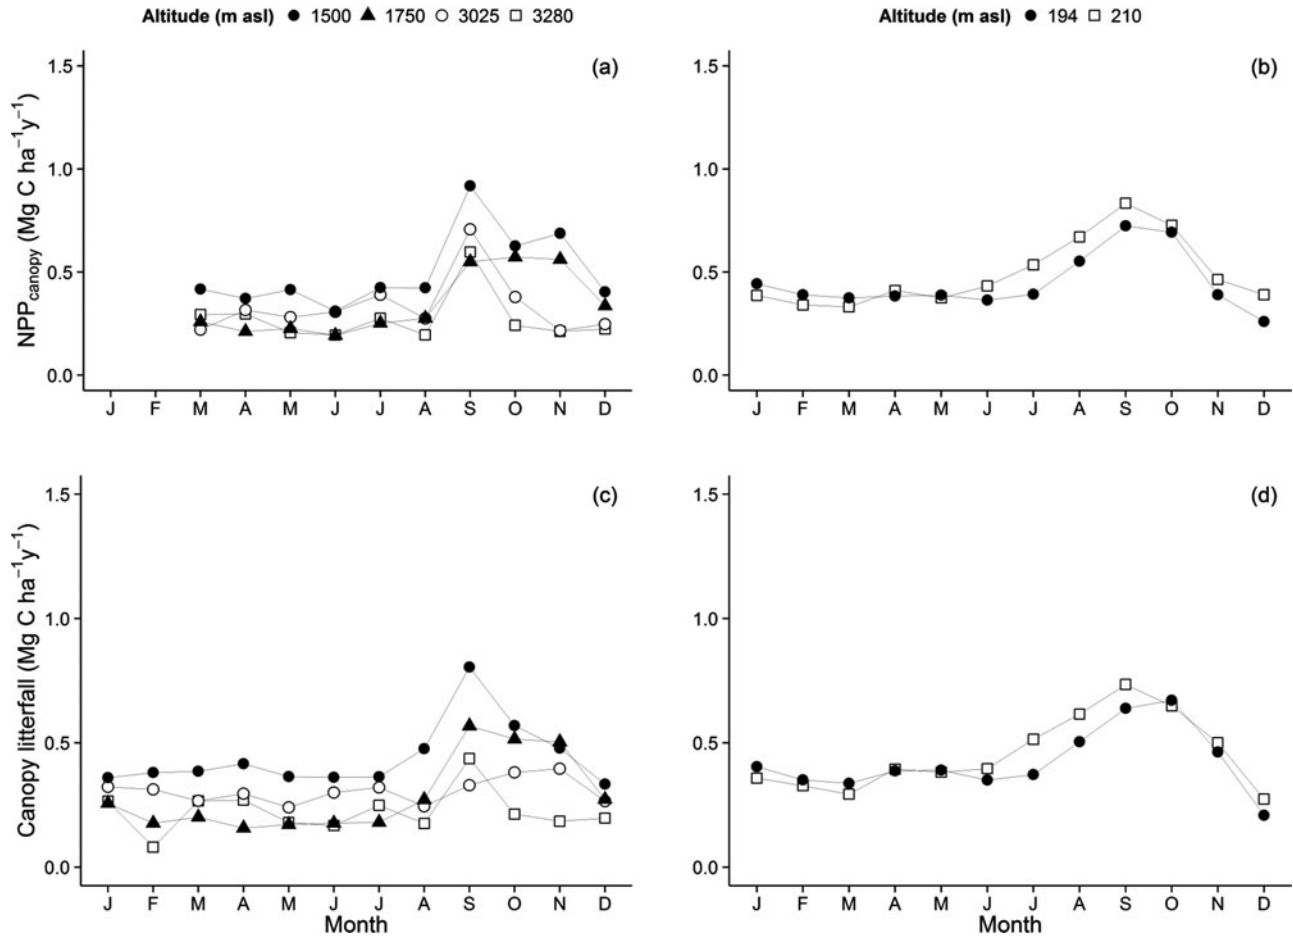 Altitude (m asl) ● 1500 ▲ 1750 ○ 3025 □ 3280
Altitude (m asl) ● 194 □ 210
(a)
NPPcanopy (Mg C ha−1y−1)
1.5
1.0
0.5
0.0
J F M A M J J A S O N D
(b)
1.5
1.0
0.5
0.0
J F M A M J J A S O N D
(c)
Canopy litterfall (Mg C ha−1y−1)
1.5
1.0
0.5
0.0
J F M A M J J A S O N D
Month
(d)
1.5
1.0
0.5
0.0
J F M A M J J A S O N D
Month